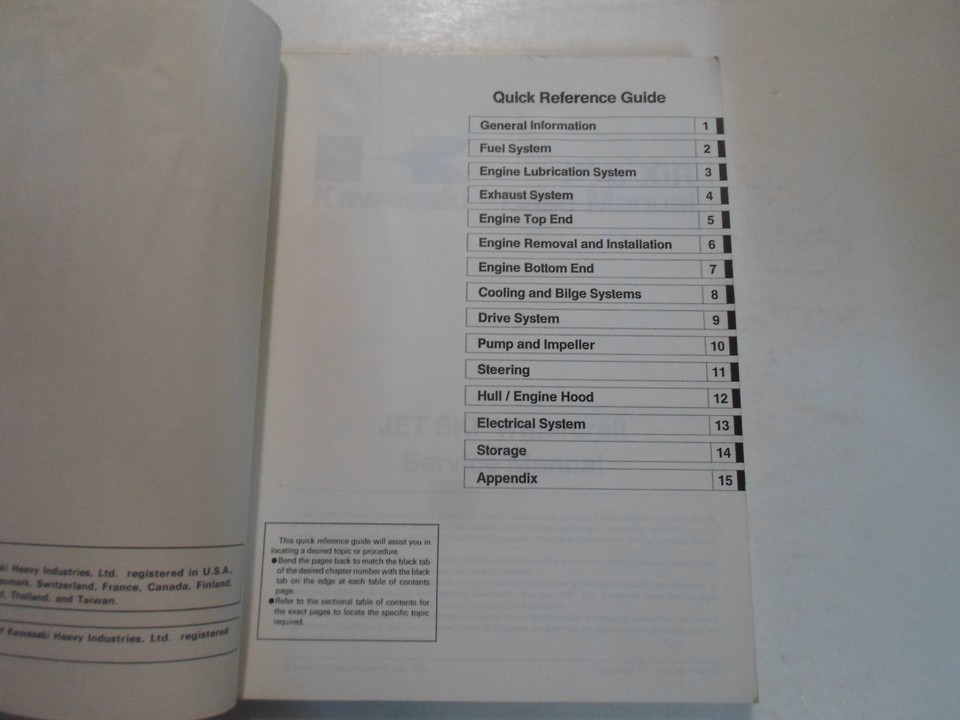 ki Heavy Industries, Ltd. registered in U.S.A.,
nmark, Switzerland, France, Canada, Finland,
Thailand, and Taiwan.
f Kawasaki Heavy Industries, Ltd. registered
Quick Reference Guide
General Information 1
Fuel System 2
Engine Lubrication System 3
Exhaust System 4
Engine Top End 5
Engine Removal and Installation 6
Engine Bottom End 7
Cooling and Bilge Systems 8
Drive System 9
Pump and Impeller 10
Steering 11
Hull / Engine Hood 12
Electrical System 13
Storage 14
Appendix 15
This quick reference guide will assist you in
locating a desired topic or procedure.
●Bend the pages back to match the black tab
of the desired chapter number with the black
tab on the edge at each table of contents
page.
●Refer to the sectional table of contents for
the exact pages to locate the specific topic
required.
Kawasaki
Manual
JET SKI
Manual